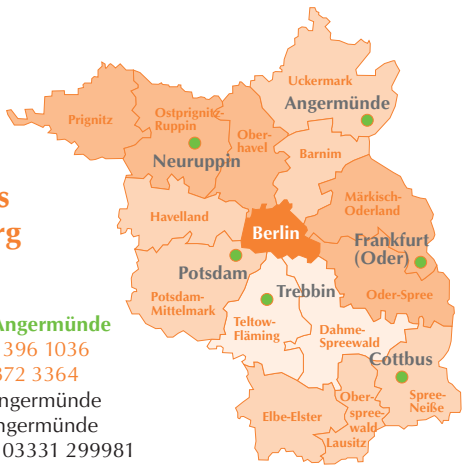 Uckermark
Angermünde
Prignitz
Ostprignitz-
Ruppin
Ober-
havel
Neuruppin
Barnim
Märkisch-
Oderland
s
rg
Havelland
Berlin
Frankfurt
(Oder)
Potsdam
Trebbin
Oder-Spree
Potsdam-
Mittelmark
Teltow-
Fläming
Dahme-
Spreewald
Angermünde
396 1036
372 3364
ngermünde
ngermünde
03331 299981
Cottbus
Spree-
Neiße
Elbe-Elster
Ober-
spree-
wald
Lausitz